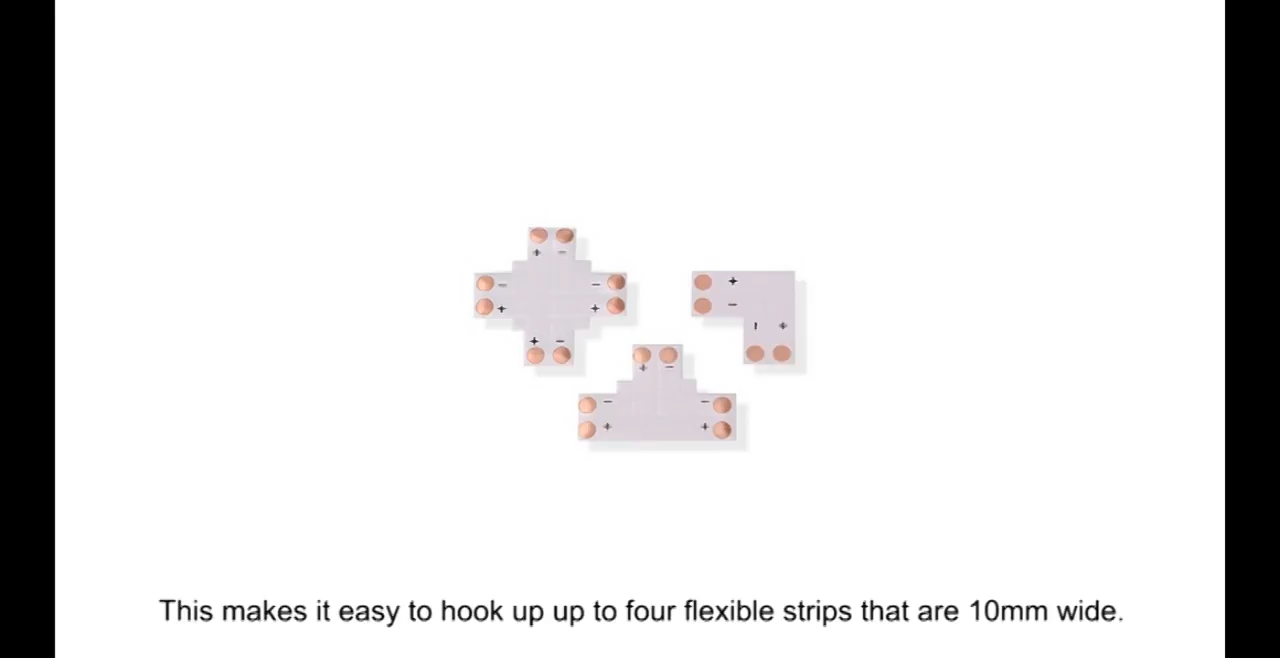 + −
− − + −
+ + −
+ − ı +
+ −
− −
+ +
This makes it easy to hook up up to four flexible strips that are 10mm wide.